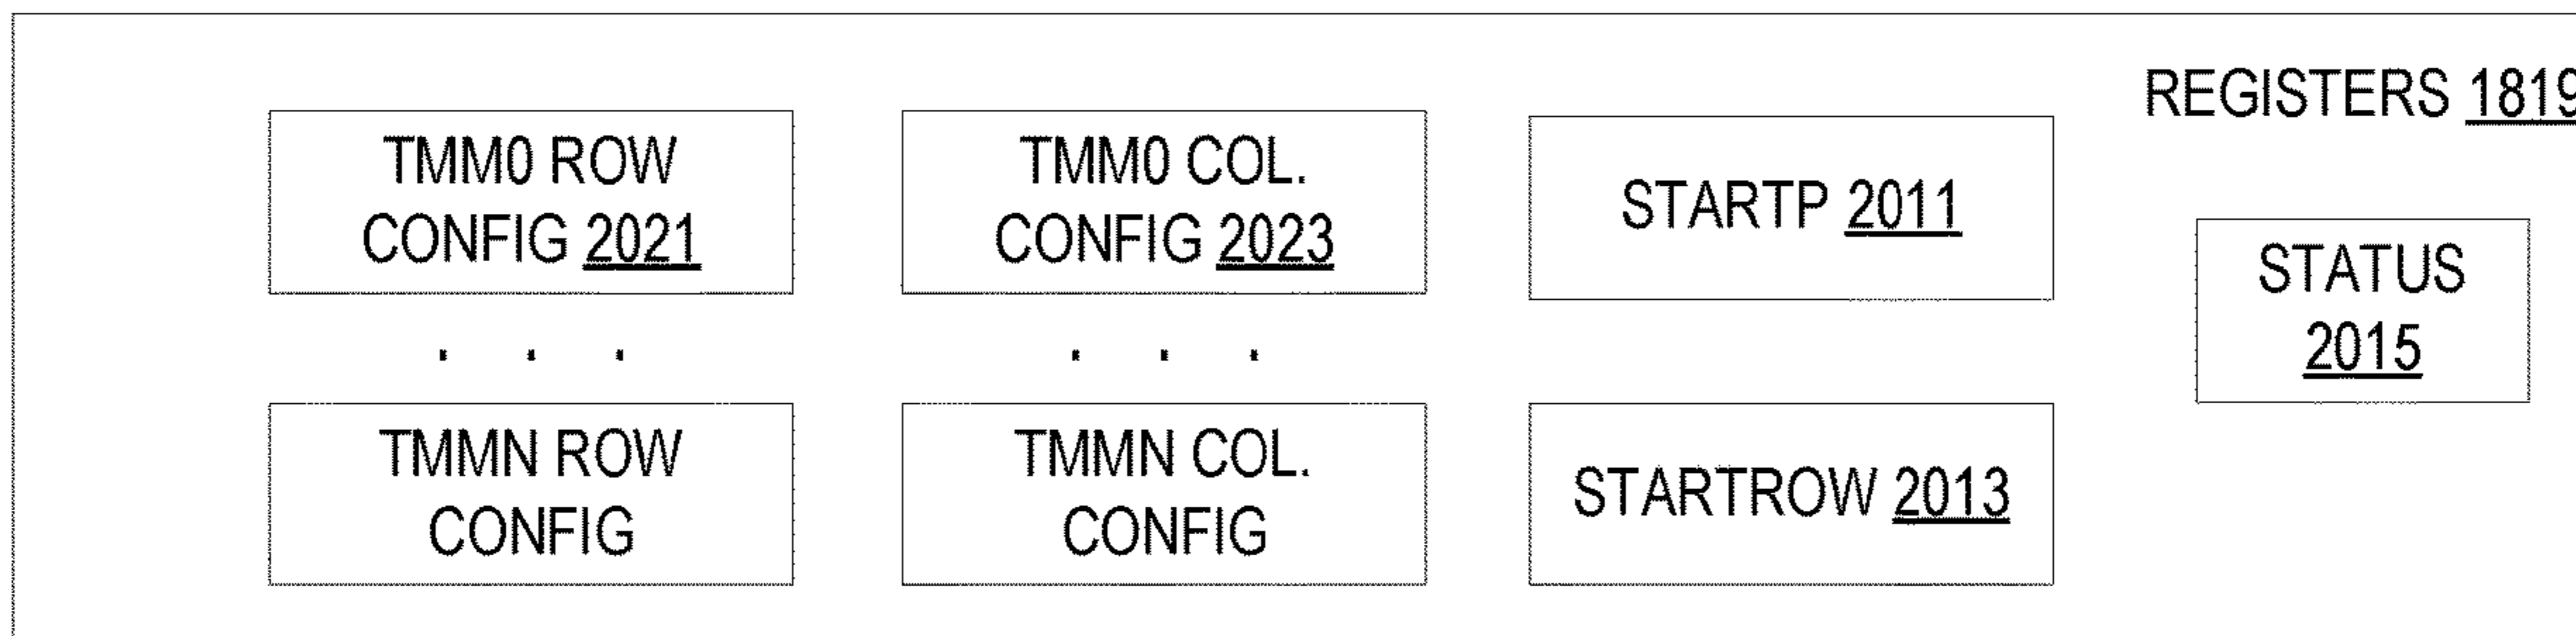 REGISTERS 1819
TMM0 ROW
CONFIG 2021
TMM0 COL.
CONFIG 2023
STARTP 2011
STATUS
2015
. . .
. . .
TMMN ROW
CONFIG
TMMN COL.
CONFIG
STARTROW 2013